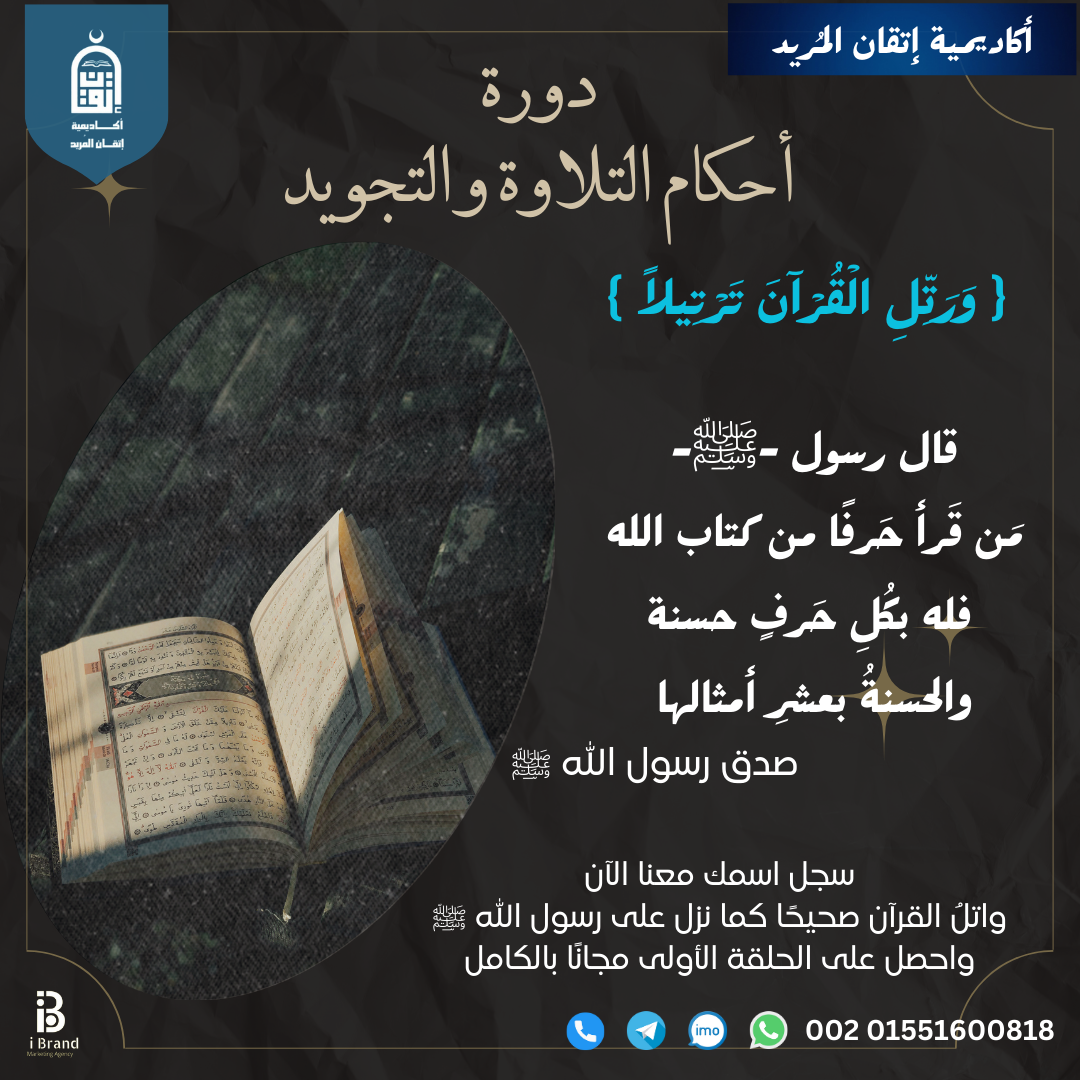 أكاديمية إتقان المُريد
إتقان
أكاديمية
إتقان المريد
دورة
أحكام التلاوة والتجويد
{ وَرَتِّلِ الْقُرْآنَ تَرْتِيلاً }
قال رسول -ﷺ-
مَن قَرأ حَرفًا من كتاب الله
فله بكُلِ حَرفٍ حسنة
والحسنةُ بعشرِ أمثالها
صدق رسول الله ﷺ
سجل اسمك معنا الآن
واتلُ القرآن صحيحًا كما نزل على رسول الله ﷺ
واحصل على الحلقة الأولى مجانًا بالكامل
imo
002 01551600818
i Brand
Marketing Agency